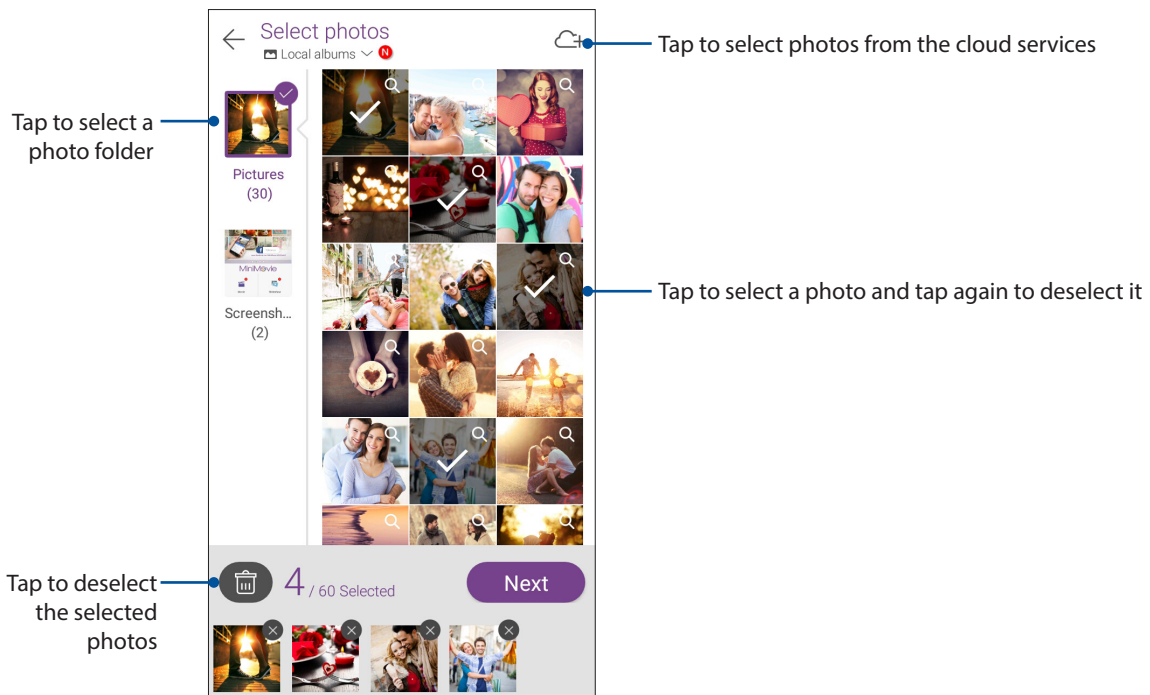 Select photos
Local albums
N
Tap to select photos from the cloud services
Tap to select a
photo folder
Pictures
(30)
MiniMovie
Screensh...
(2)
Tap to select a photo and tap again to deselect it
Tap to deselect
the selected
photos
4 / 60 Selected
Next